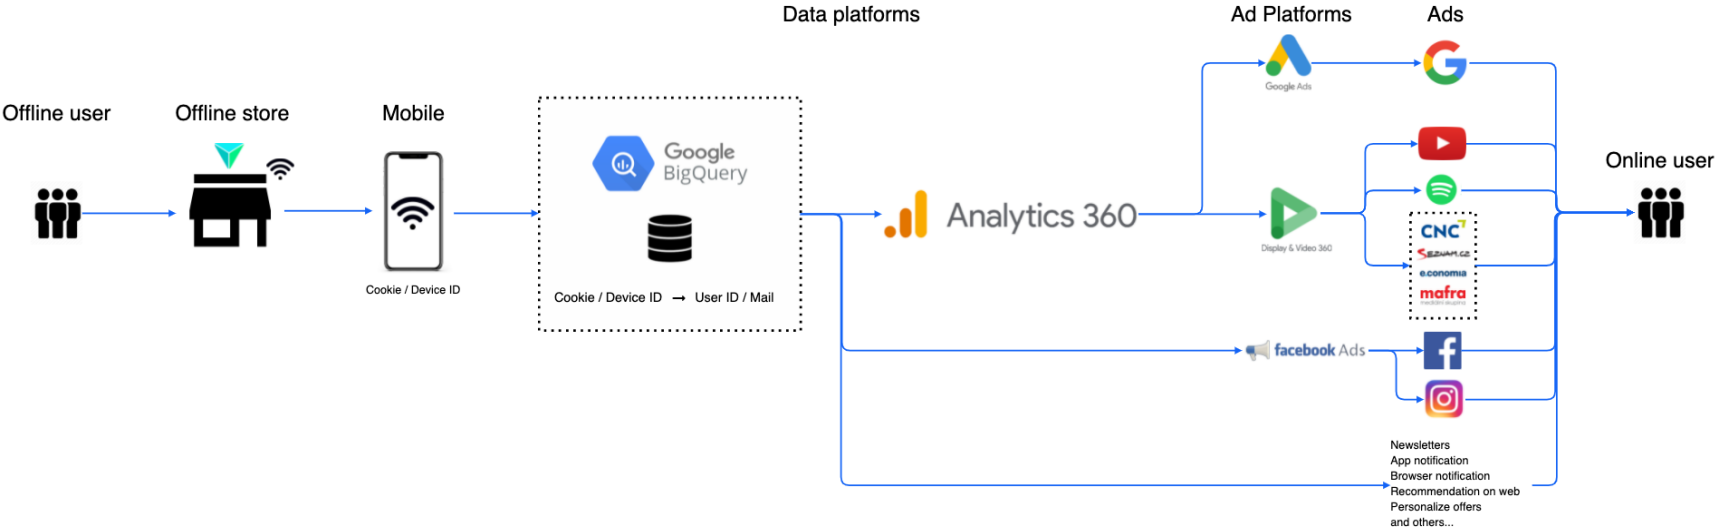 Data platforms
Ad Platforms
Ads
Google Ads
Offline user
Offline store
Mobile
Google
BigQuery
Online user
Analytics 360
Display & Video 360
CNC
SEZNAM.CZ
e.conomia
mafra
mediální skupina
Cookie / Device ID
Cookie / Device ID → User ID / Mail
facebook Ads
Newsletters
App notification
Browser notification
Recommendation on web
Personalize offers
and others...